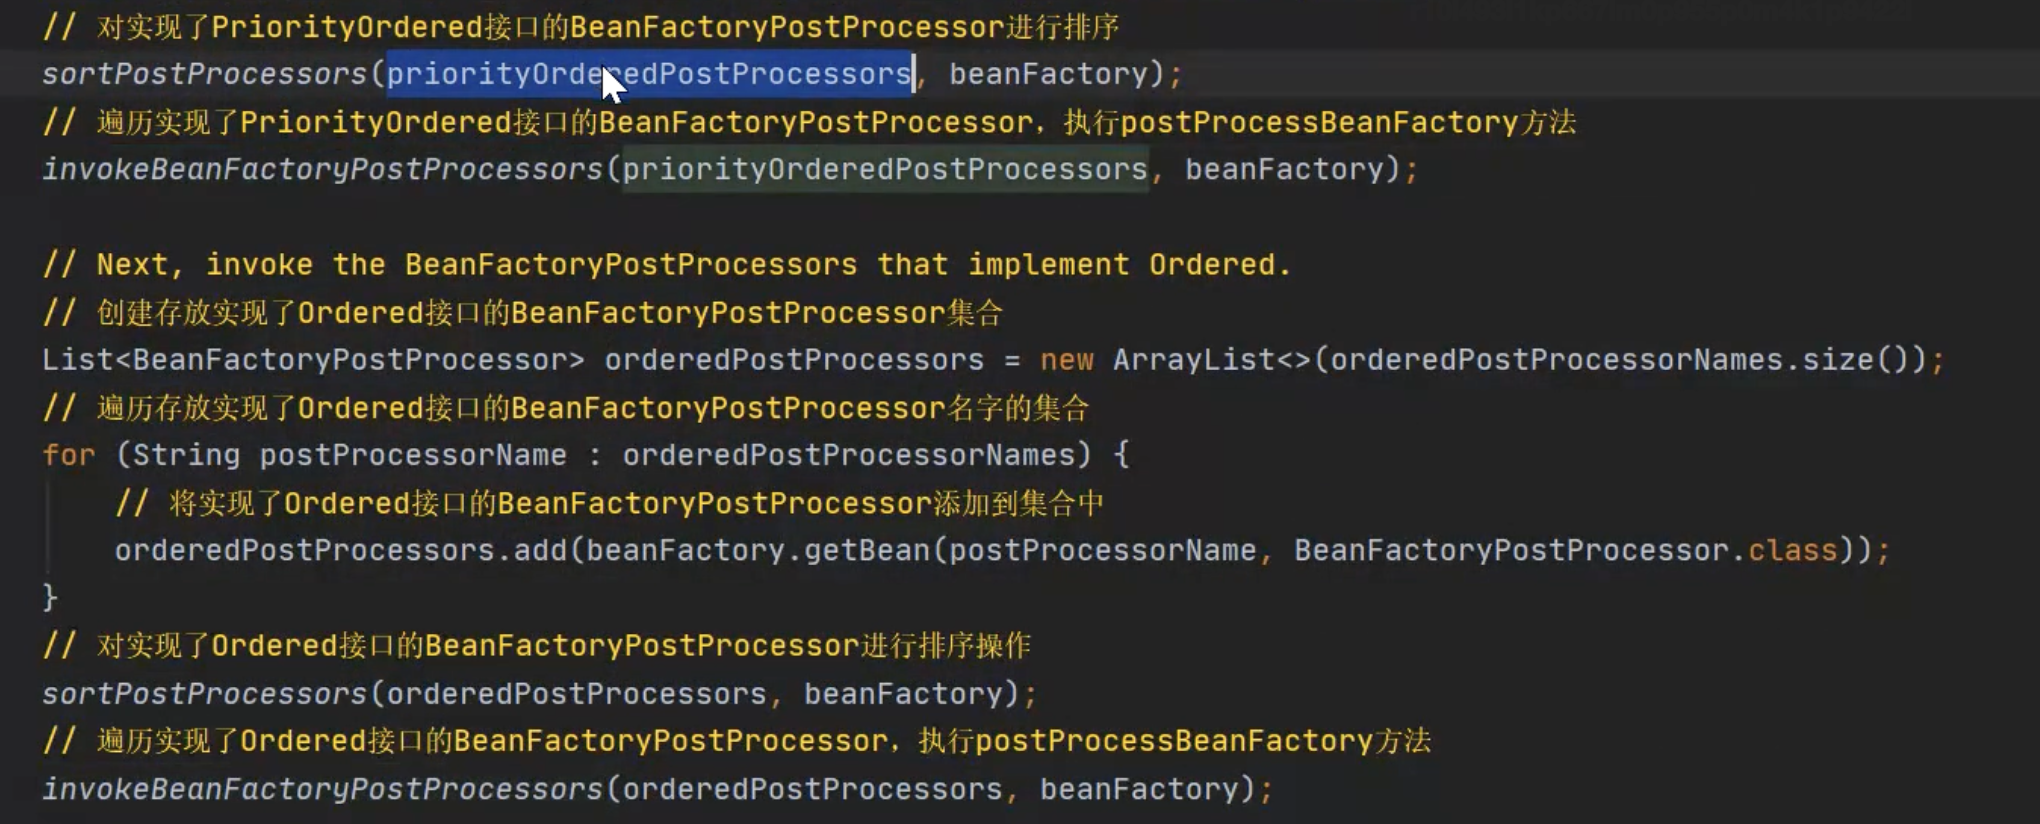 // 对实现了PriorityOrdered接口的BeanFactoryPostProcessor进行排序
sortPostProcessors(priorityOrderedPostProcessors, beanFactory);
// 遍历实现了PriorityOrdered接口的BeanFactoryPostProcessor，执行postProcessBeanFactory方法
invokeBeanFactoryPostProcessors(priorityOrderedPostProcessors, beanFactory);
// Next, invoke the BeanFactoryPostProcessors that implement Ordered.
// 创建存放实现了Ordered接口的BeanFactoryPostProcessor集合
List<BeanFactoryPostProcessor> orderedPostProcessors = new ArrayList<>(orderedPostProcessorNames.size());
// 遍历存放实现了Ordered接口的BeanFactoryPostProcessor名字的集合
for (String postProcessorName : orderedPostProcessorNames) {
// 将实现了Ordered接口的BeanFactoryPostProcessor添加到集合中
orderedPostProcessors.add(beanFactory.getBean(postProcessorName, BeanFactoryPostProcessor.class));
}
// 对实现了Ordered接口的BeanFactoryPostProcessor进行排序操作
sortPostProcessors(orderedPostProcessors, beanFactory);
// 遍历实现了Ordered接口的BeanFactoryPostProcessor，执行postProcessBeanFactory方法
invokeBeanFactoryPostProcessors(orderedPostProcessors, beanFactory);